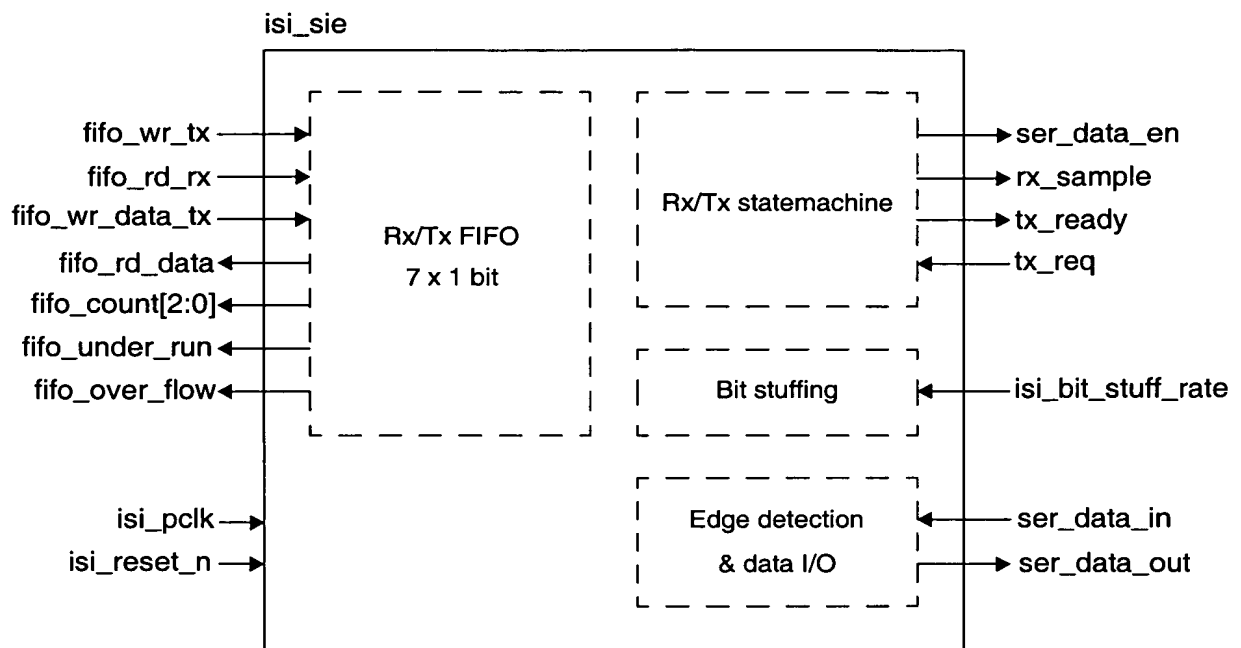 isi_sie
fifo_wr_tx
fifo_rd_rx
fifo_wr_data_tx
fifo_rd_data
fifo_count[2:0]
fifo_under_run
fifo_over_flow
isi_pclk
isi_reset_n
Rx/Tx FIFO
7 x 1 bit
Rx/Tx statemachine
Bit stuffing
Edge detection
& data I/O
ser_data_en
rx_sample
tx_ready
tx_req
isi_bit_stuff_rate
ser_data_in
ser_data_out